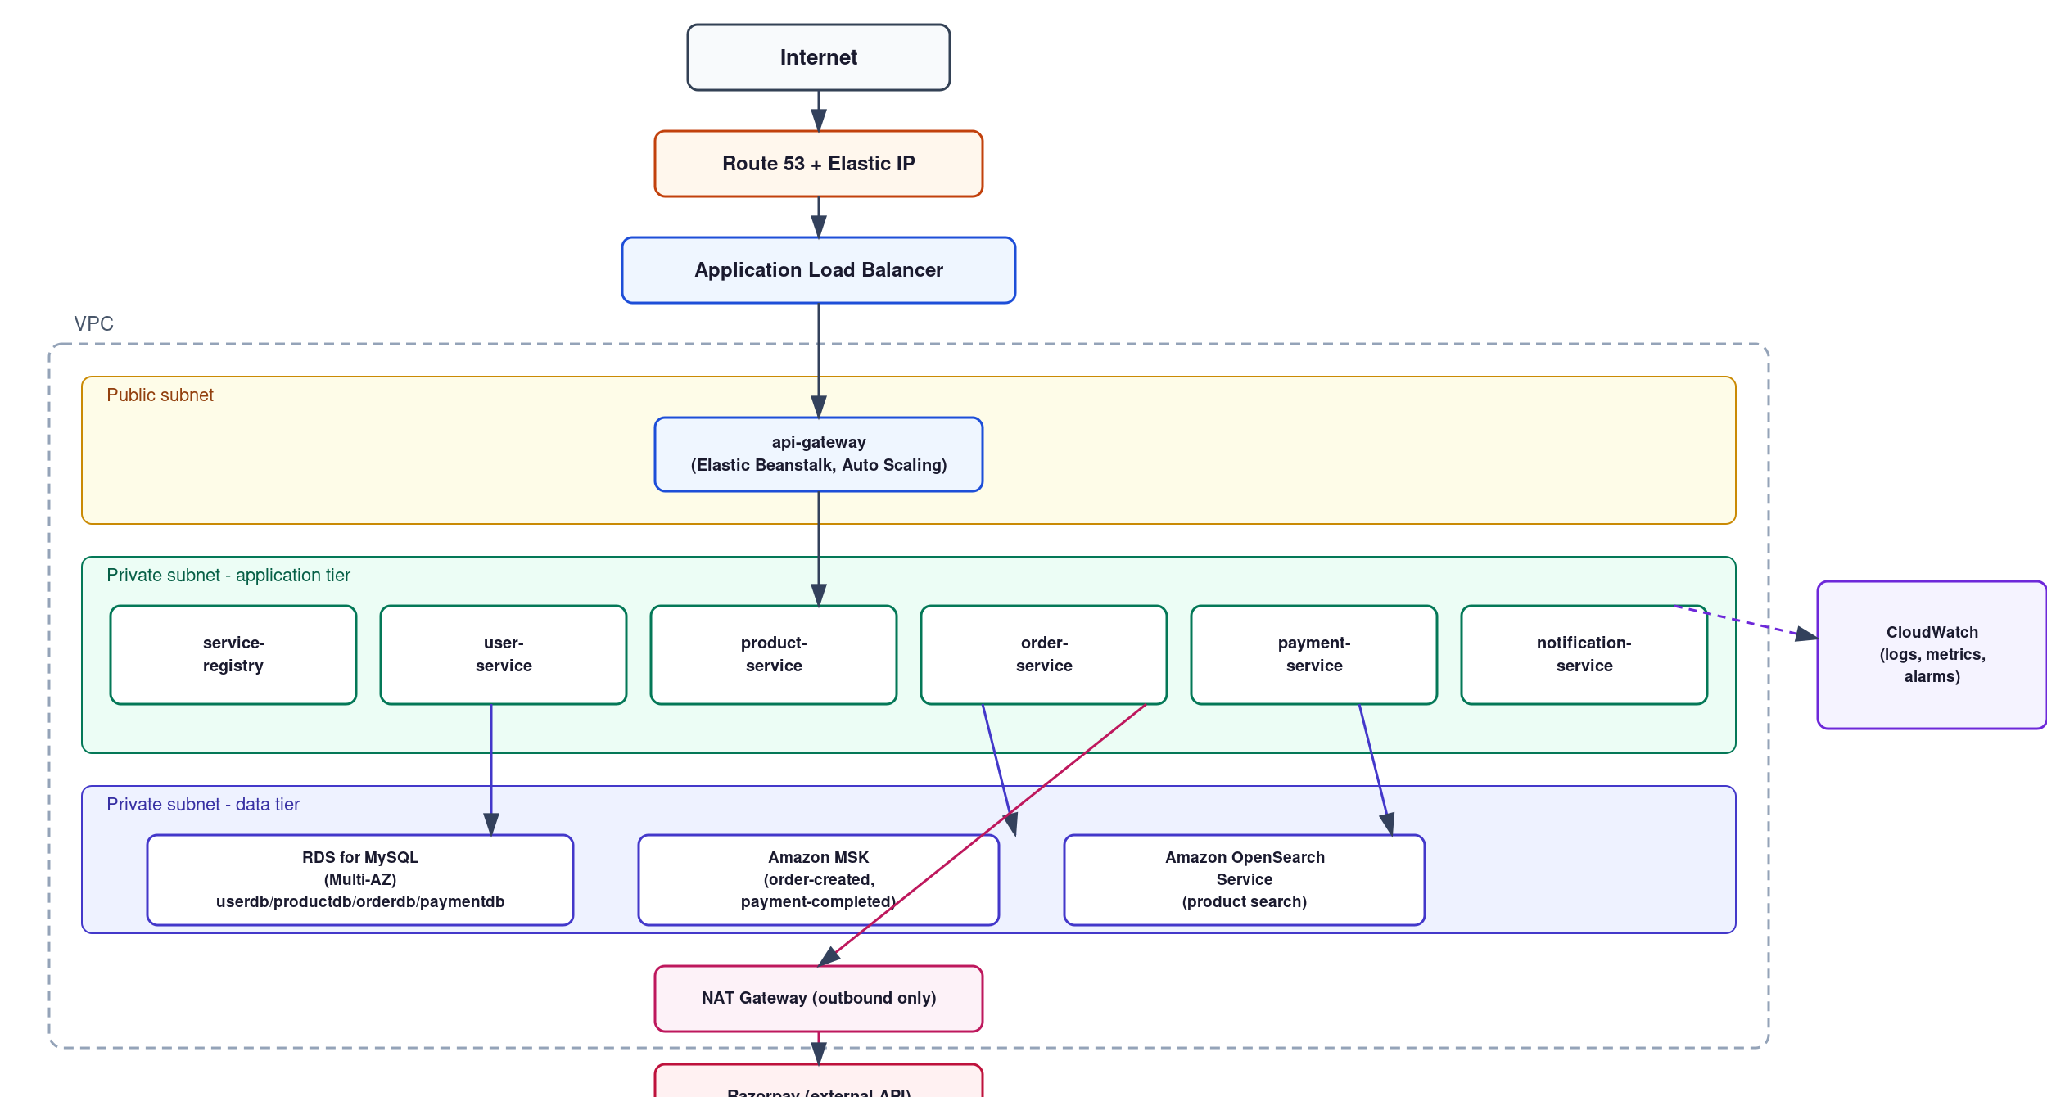 Internet
Route 53 + Elastic IP
Application Load Balancer
VPC
Public subnet
api-gateway
(Elastic Beanstalk, Auto Scaling)
Private subnet - application tier
service-
registry
user-
service
product-
service
order-
service
payment-
service
notification-
service
CloudWatch
(logs, metrics,
alarms)
Private subnet - data tier
RDS for MySQL
(Multi-AZ)
userdb/productdb/orderdb/paymentdb
Amazon MSK
(order-created,
payment-completed)
Amazon OpenSearch
Service
(product search)
NAT Gateway (outbound only)
Razorpay (external API)